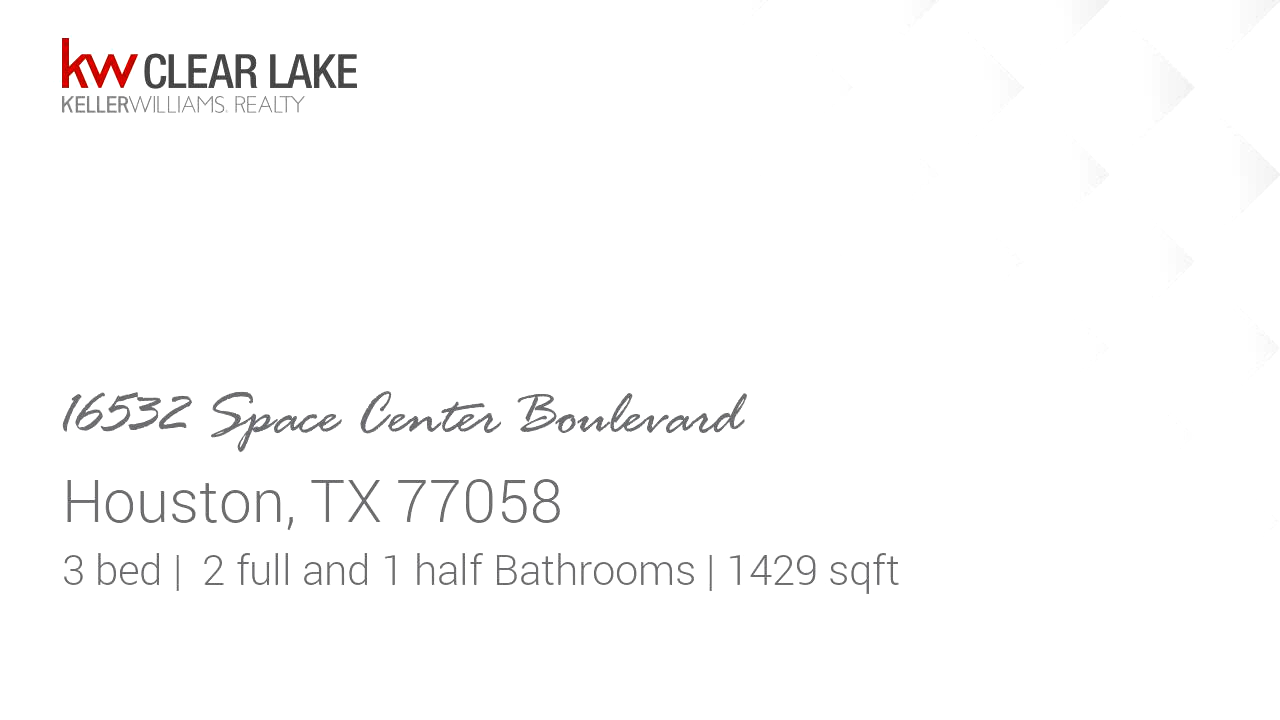 kw CLEAR LAKE
KELLERWILLIAMS. REALTY
16532 Space Center Boulevard
Houston, TX 77058
3 bed | 2 full and 1 half Bathrooms | 1429 sqft